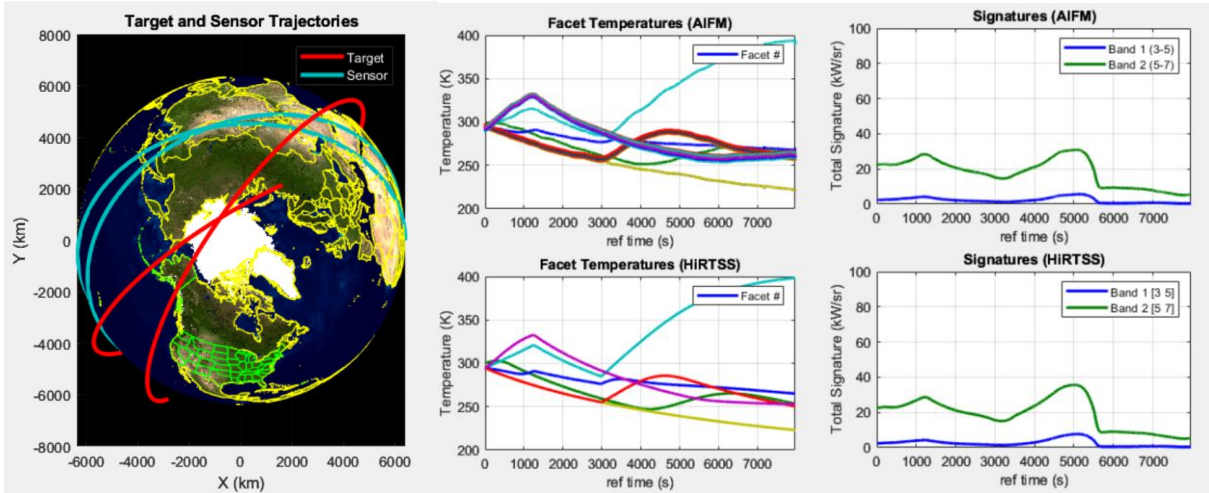 Target and Sensor Trajectories
8000
6000
4000
2000
0
-2000
-4000
-6000
-8000
Y (km)
-6000 -4000 -2000 0 2000 4000 6000
X (km)
Target
Sensor
Facet Temperatures (AIFM)
400
350
300
250
200
Temperature (K)
0 1000 2000 3000 4000 5000 6000 7000
ref time (s)
Facet #
Signatures (AIFM)
100
80
60
40
20
0
Total Signature (kW/sr)
0 1000 2000 3000 4000 5000 6000 7000
ref time (s)
Band 1 (3-5)
Band 2 (5-7)
Facet Temperatures (HiRTSS)
400
350
300
250
200
Temperature (K)
0 1000 2000 3000 4000 5000 6000 7000
ref time (s)
Facet #
Signatures (HiRTSS)
100
80
60
40
20
0
Total Signature (kW/sr)
0 1000 2000 3000 4000 5000 6000 7000
ref time (s)
Band 1 [3 5]
Band 2 [5 7]